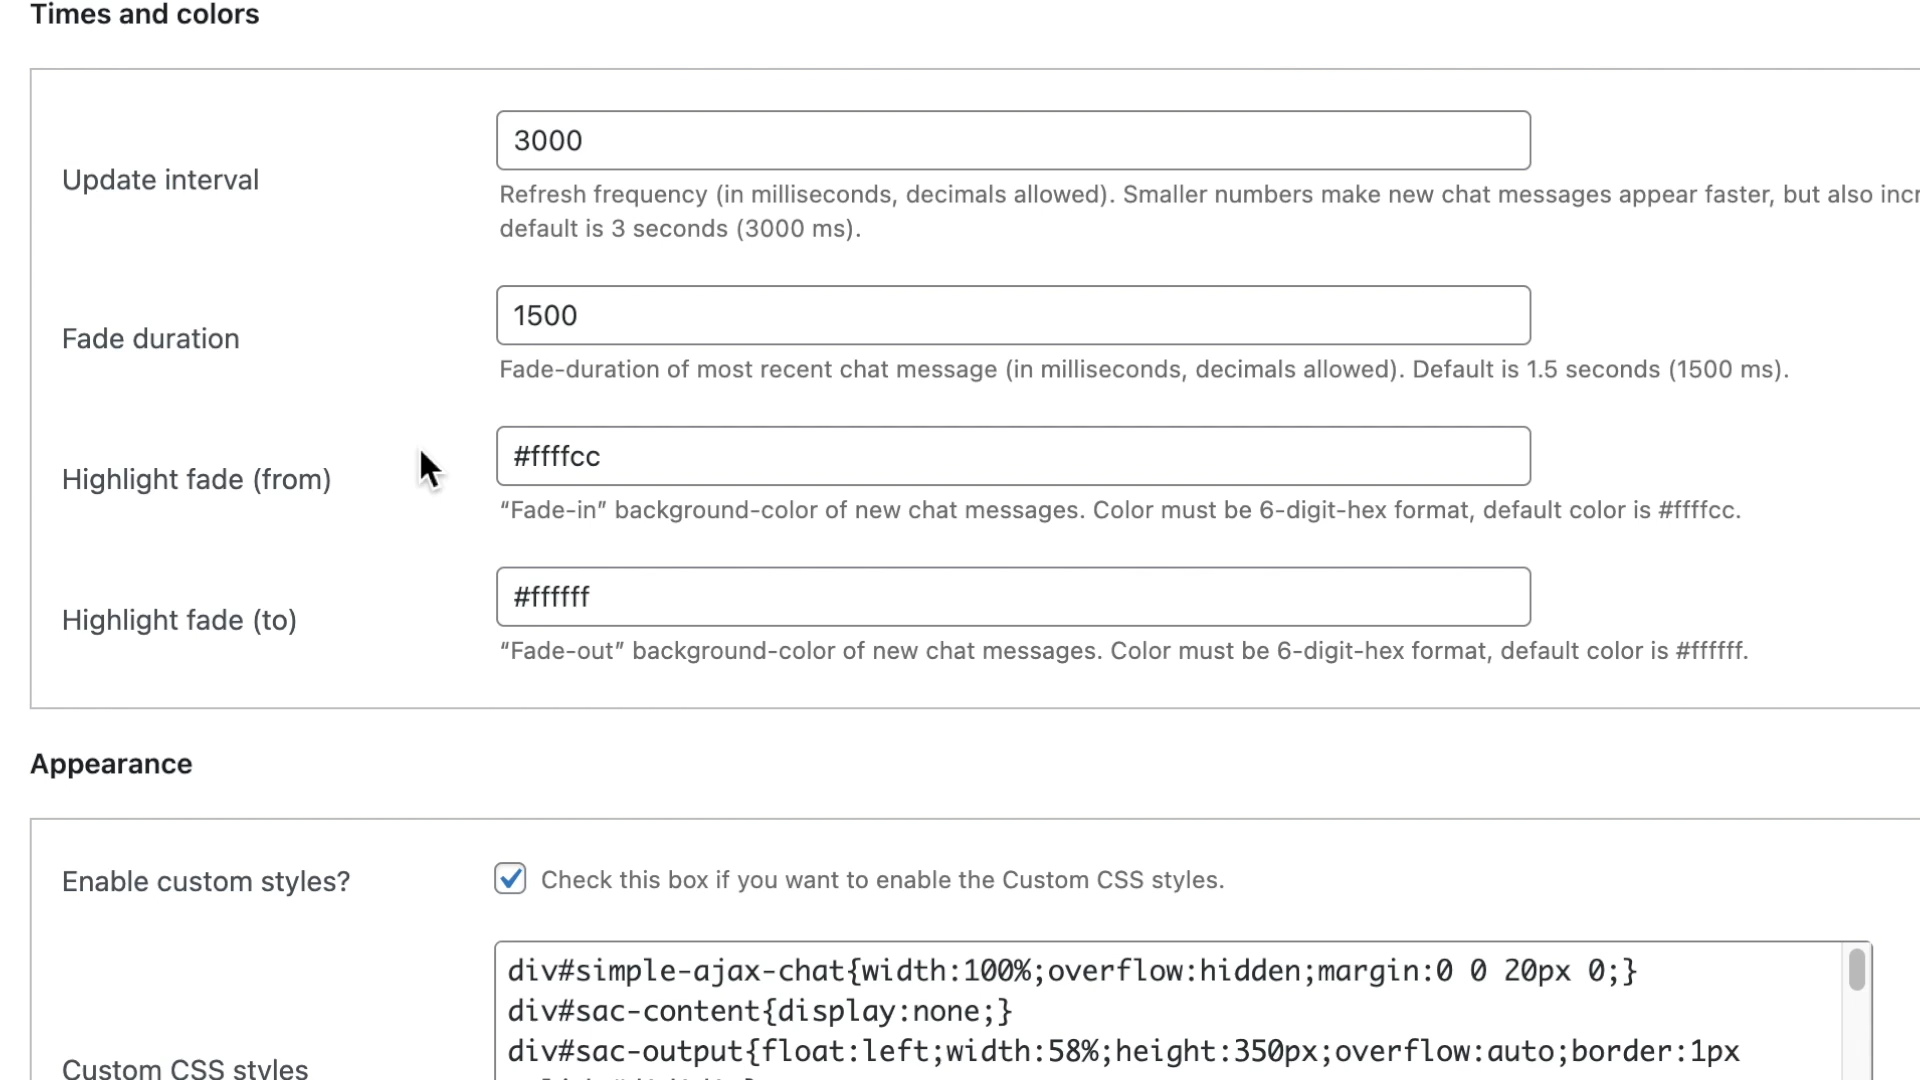 Times and colors
Update interval
3000
Refresh frequency (in milliseconds, decimals allowed). Smaller numbers make new chat messages appear faster, but also
default is 3 seconds (3000 ms).
Fade duration
1500
Fade-duration of most recent chat message (in milliseconds, decimals allowed). Default is 1.5 seconds (1500 ms).
Highlight fade (from)
#ffffcc
“Fade-in” background-color of new chat messages. Color must be 6-digit-hex format, default color is #ffffcc.
Highlight fade (to)
#ffffff
“Fade-out” background-color of new chat messages. Color must be 6-digit-hex format, default color is #ffffff.
Appearance
Enable custom styles?
Check this box if you want to enable the Custom CSS styles.
Custom CSS styles
div#simple-ajax-chat{width:100%;overflow:hidden;margin:0 0 20px 0;}
div#sac-content{display:none;}
div#sac-output{float:left;width:58%;height:350px;overflow:auto;border:1px